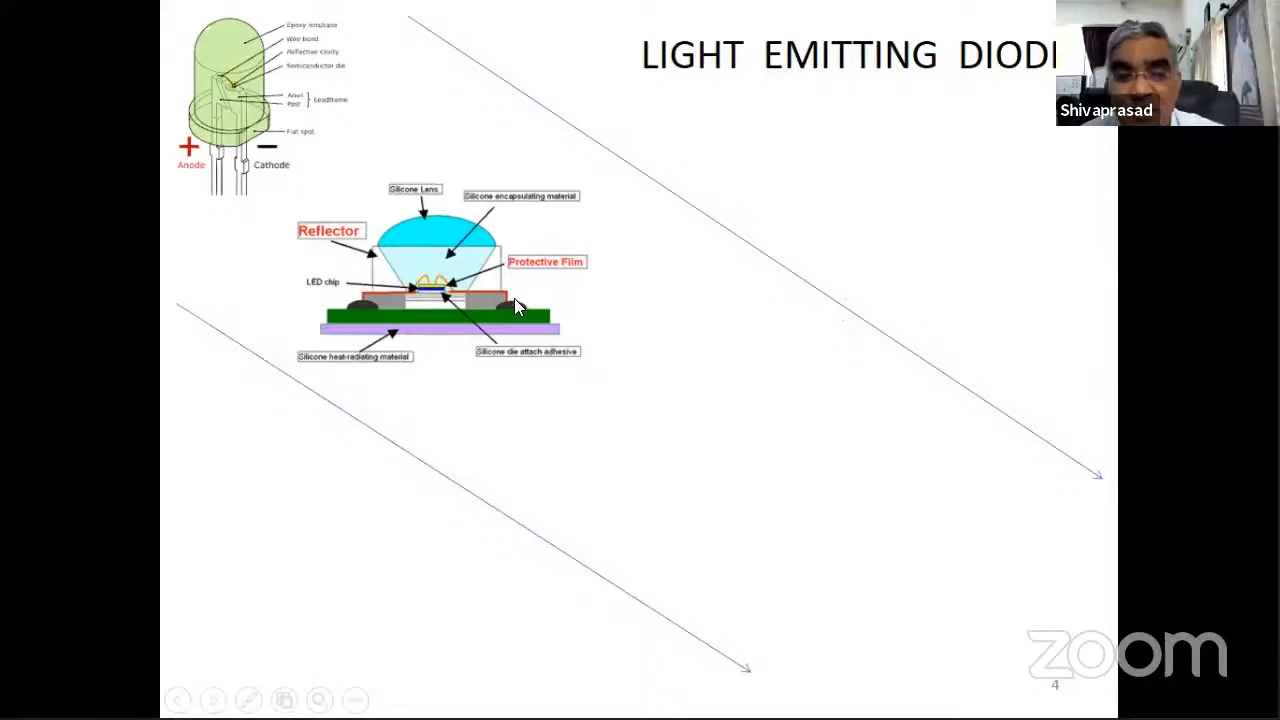 LIGHT EMITTING DIOD
Shivaprasad
Epoxy lens/case
Wire bond
Reflective cavity
Semiconductor die
Anvil
Post
Leadframe
Flat spot
+ −
Anode Cathode
Silicone Lens
Silicone encapsulating material
Reflector
Protective Film
LED chip
Silicone heat-radiating material
Silicone die attach adhesive
zoom
4